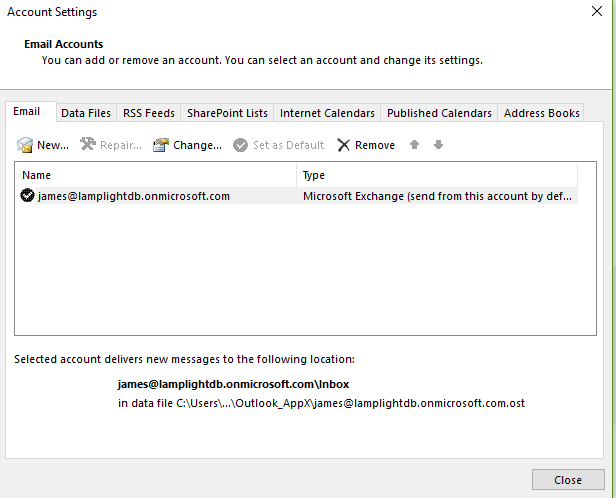 Account Settings
Email Accounts
You can add or remove an account. You can select an account and change its settings.
Email Data Files RSS Feeds SharePoint Lists Internet Calendars Published Calendars Address Books
New... Repair... Change... Set as Default Remove
Name Type
james@lamplightdb.onmicrosoft.com Microsoft Exchange (send from this account by def...
Selected account delivers new messages to the following location:
james@lamplightdb.onmicrosoft.com\Inbox
in data file C:\Users\...\Outlook_AppX\james@lamplightdb.onmicrosoft.com.ost
Close